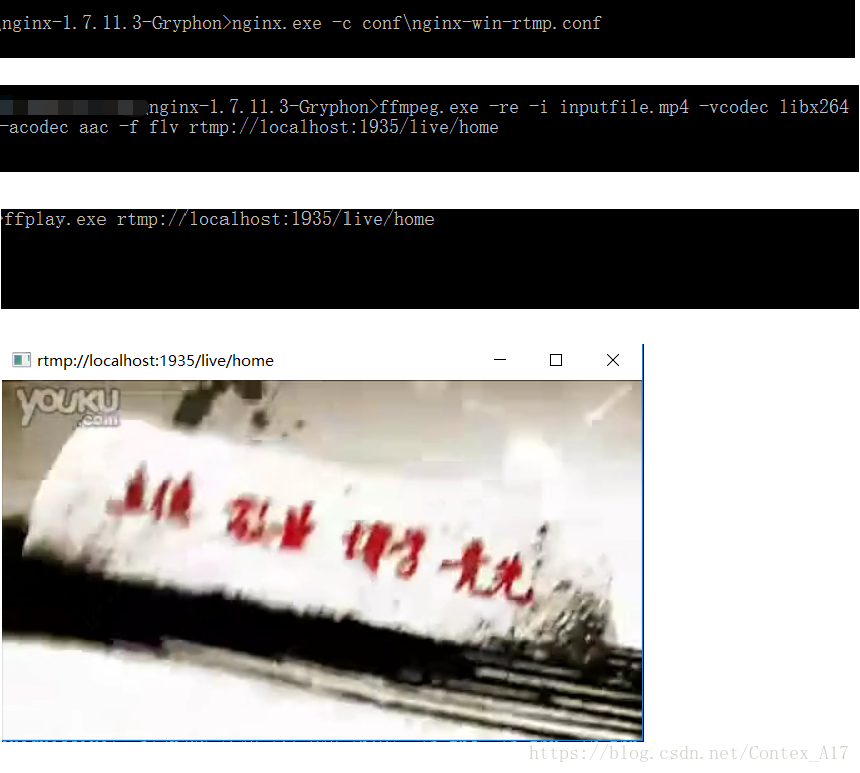 nginx-1.7.11.3-Gryphon>nginx.exe -c conf\nginx-win-rtmp.conf
\nginx-1.7.11.3-Gryphon>ffmpeg.exe -re -i inputfile.mp4 -vcodec libx264
-acodec aac -f flv rtmp://localhost:1935/live/home
>ffplay.exe rtmp://localhost:1935/live/home
rtmp://localhost:1935/live/home
YOUKU
.com
https://blog.csdn.net/Contex_A17